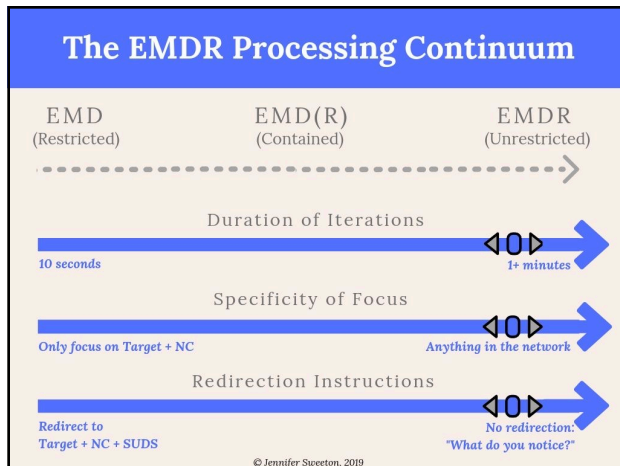 The EMDR Processing Continuum
EMD EMD(R) EMDR
(Restricted) (Contained) (Unrestricted)
Duration of Iterations
10 seconds 1+ minutes
Specificity of Focus
Only focus on Target + NC Anything in the network
Redirection Instructions
Redirect to No redirection:
Target + NC + SUDS "What do you notice?"
© Jennifer Sweeton, 2019